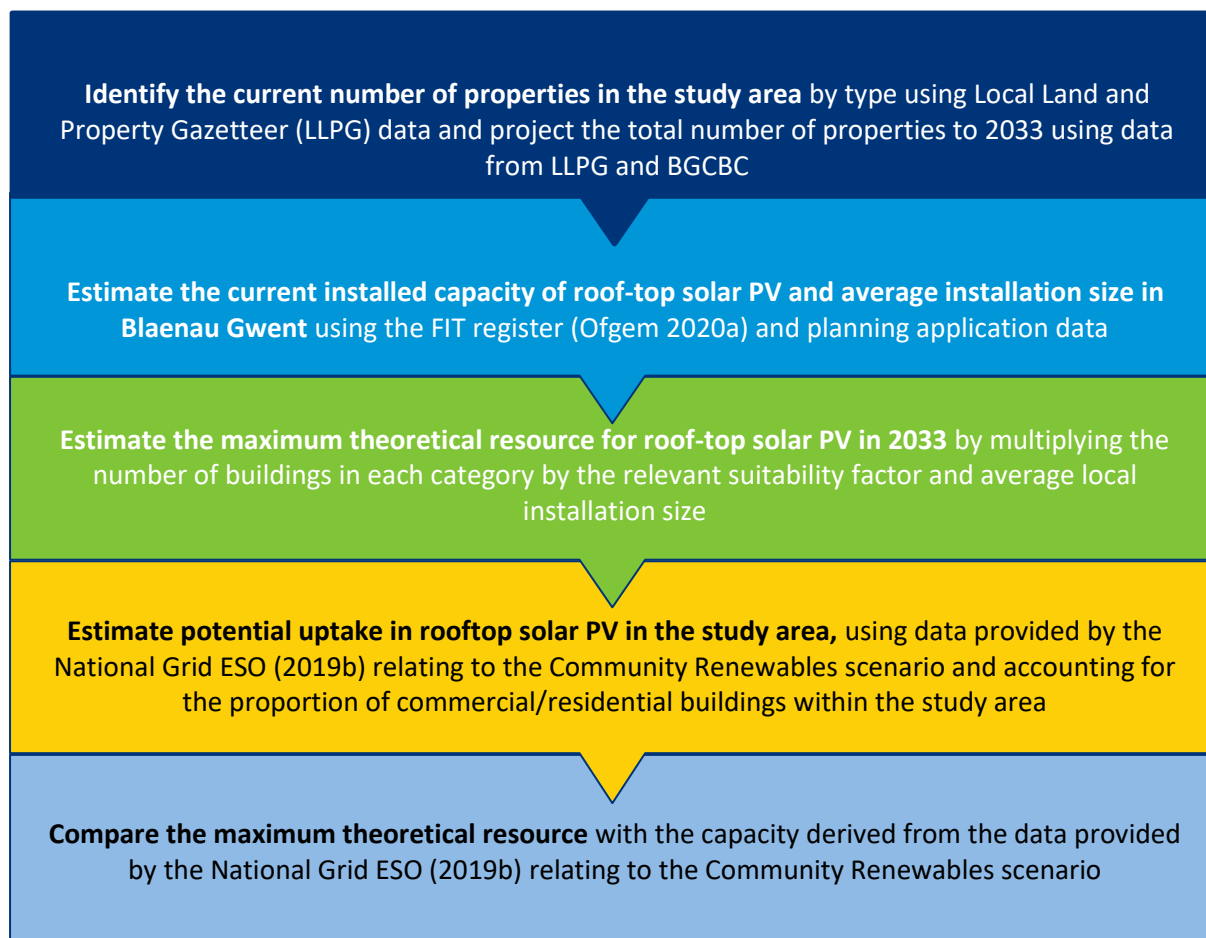 Identify the current number of properties in the study area by type using Local Land and
Property Gazetteer (LLPG) data and project the total number of properties to 2033 using data
from LLPG and BGCBC
Estimate the current installed capacity of roof-top solar PV and average installation size in
Blaenau Gwent using the FIT register (Ofgem 2020a) and planning application data
Estimate the maximum theoretical resource for roof-top solar PV in 2033 by multiplying the
number of buildings in each category by the relevant suitability factor and average local
installation size
Estimate potential uptake in rooftop solar PV in the study area, using data provided by the
National Grid ESO (2019b) relating to the Community Renewables scenario and accounting for
the proportion of commercial/residential buildings within the study area
Compare the maximum theoretical resource with the capacity derived from the data provided
by the National Grid ESO (2019b) relating to the Community Renewables scenario